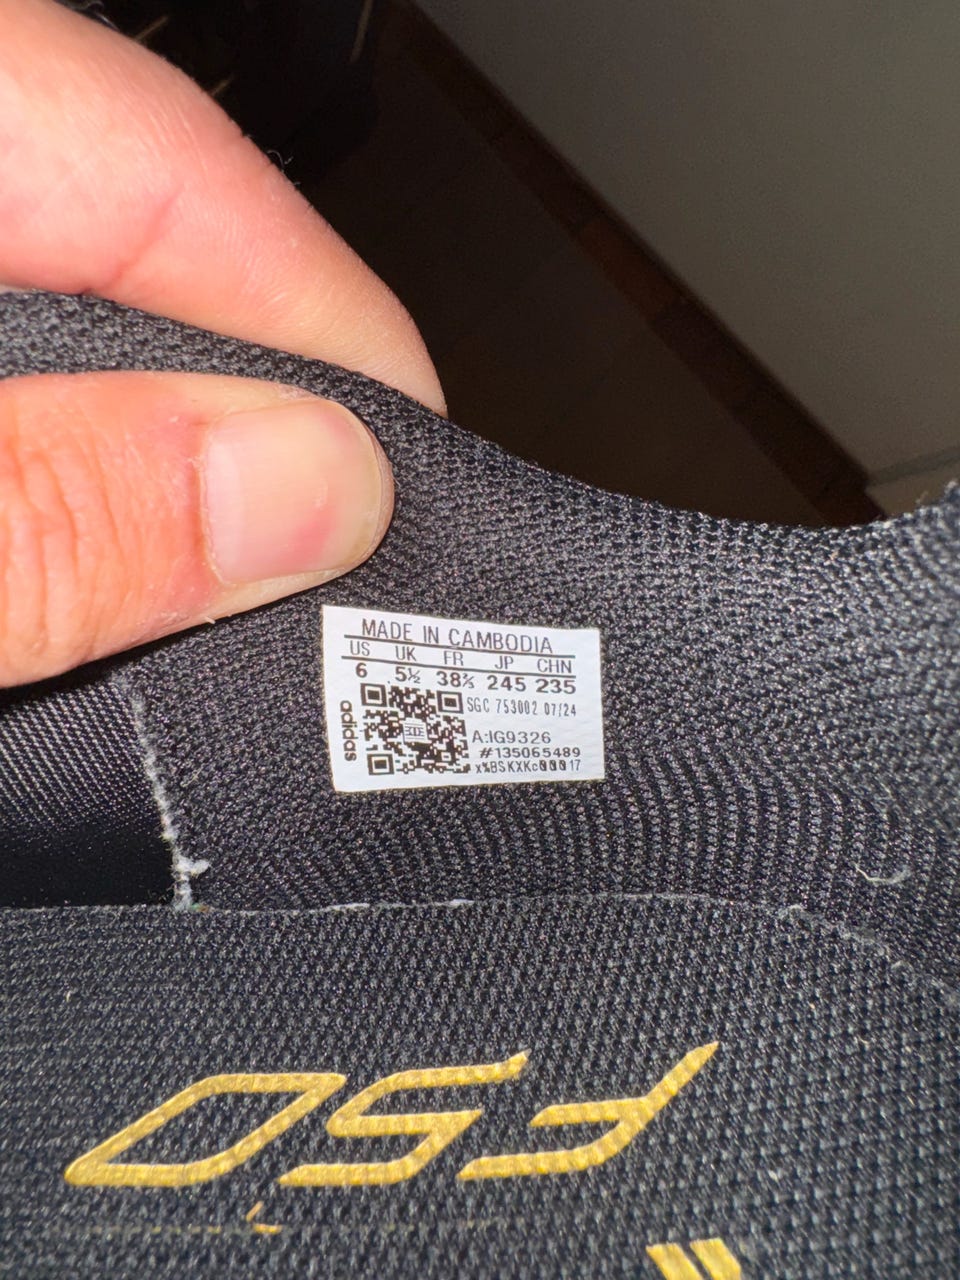 MADE IN CAMBODIA
US UK FR JP CHN
6 5½ 38⅔ 245 235
SGC 753002 07/24
adidas
A:IG9326
#135065489
F50